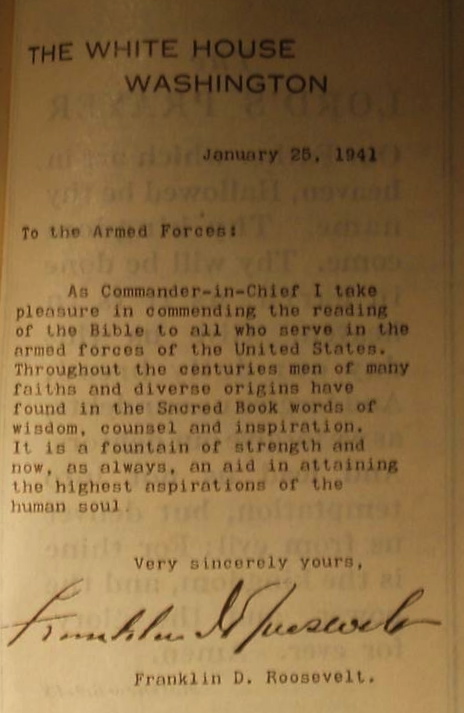 THE WHITE HOUSE
WASHINGTON
January 25, 1941
To the Armed Forces:
As Commander-in-Chief I take
pleasure in commending the reading
of the Bible to all who serve in the
armed forces of the United States.
Throughout the centuries men of many
faiths and diverse origins have
found in the Sacred Book words of
wisdom, counsel and inspiration.
It is a fountain of strength and
now, as always, an aid in attaining
the highest aspirations of the
human soul
Very sincerely yours,
Franklin D Roosevelt
Franklin D. Roosevelt.